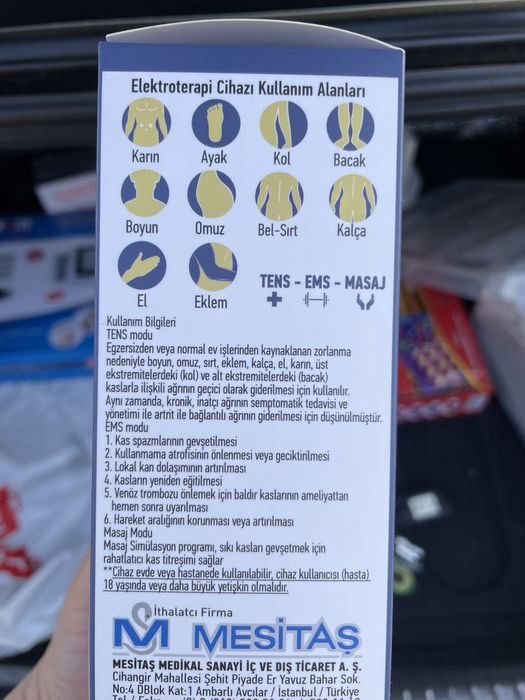 Elektroterapi Cihazı Kullanım Alanları
Karın Ayak Kol Bacak
Boyun Omuz Bel-Sırt Kalça
El Eklem
TENS - EMS - MASAJ
Kullanım Bilgileri
TENS modu
Egzersizden veya normal ev işlerinden kaynaklanan zorlanma
nedeniyle boyun, omuz, sırt, eklem, kalça, el, karın, üst
ekstremitelerdeki (kol) ve alt ekstremitelerdeki (bacak)
kaslarla ilişkili ağrının geçici olarak giderilmesi için kullanılır.
Aynı zamanda, kronik, inatçı ağrının semptomatik tedavisi ve
yönetimi ile artrit ile bağlantılı ağrının giderilmesi için düşünülmüştür.
EMS modu
1. Kas spazmlarının gevşetilmesi
2. Kullanmama atrofisinin önlenmesi veya geciktirilmesi
3. Lokal kan dolaşımının artırılması
4. Kasların yeniden eğitilmesi
5. Venöz trombozu önlemek için baldır kaslarının ameliyattan
hemen sonra uyarılması
6. Hareket aralığının korunması veya artırılması
Masaj Modu
Masaj Simülasyon programı, sıkı kasları gevşetmek için
rahatlatıcı kas titreşimi sağlar
**Cihaz evde veya hastanede kullanılabilir, cihaz kullanıcısı (hasta)
18 yaşında veya daha büyük yetişkin olmalıdır.
İthalatcı Firma
MESİTAŞ
MESİTAŞ MEDİKAL SANAYİ İÇ VE DIŞ TİCARET A. Ş.
Cihangir Mahallesi Şehit Piyade Er Yavuz Bahar Sok.
No:4 DBlok Kat:1 Ambarlı Avcılar / İstanbul / Türkiye